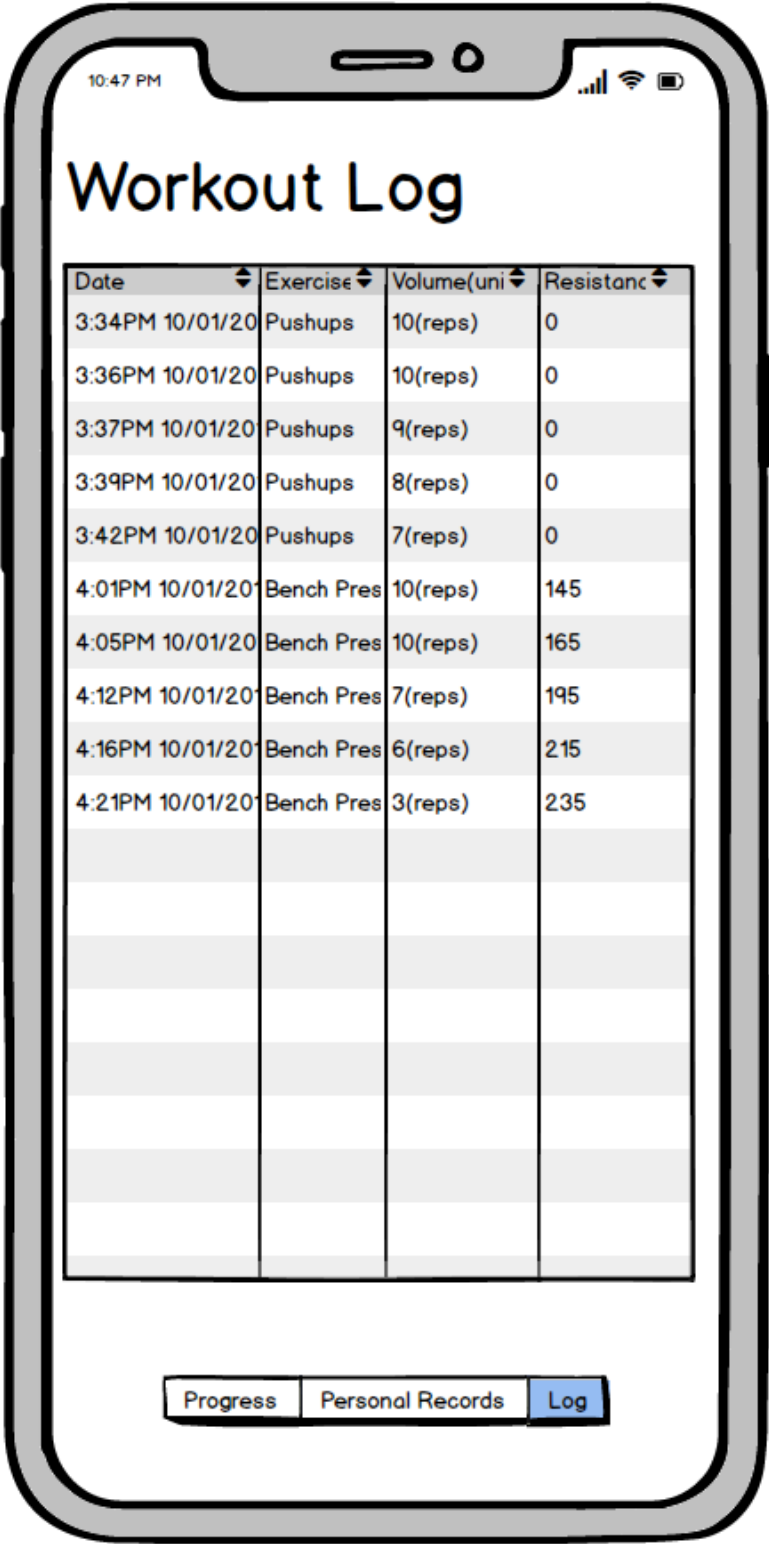 10:47 PM
Workout Log
Date Exercise Volume(uni Resistanc
3:34PM 10/01/20 Pushups 10(reps) 0
3:36PM 10/01/20 Pushups 10(reps) 0
3:37PM 10/01/20 Pushups 9(reps) 0
3:39PM 10/01/20 Pushups 8(reps) 0
3:42PM 10/01/20 Pushups 7(reps) 0
4:01PM 10/01/201 Bench Pres 10(reps) 145
4:05PM 10/01/20 Bench Pres 10(reps) 165
4:12PM 10/01/201 Bench Pres 7(reps) 195
4:16PM 10/01/201 Bench Pres 6(reps) 215
4:21PM 10/01/201 Bench Pres 3(reps) 235
Progress Personal Records Log